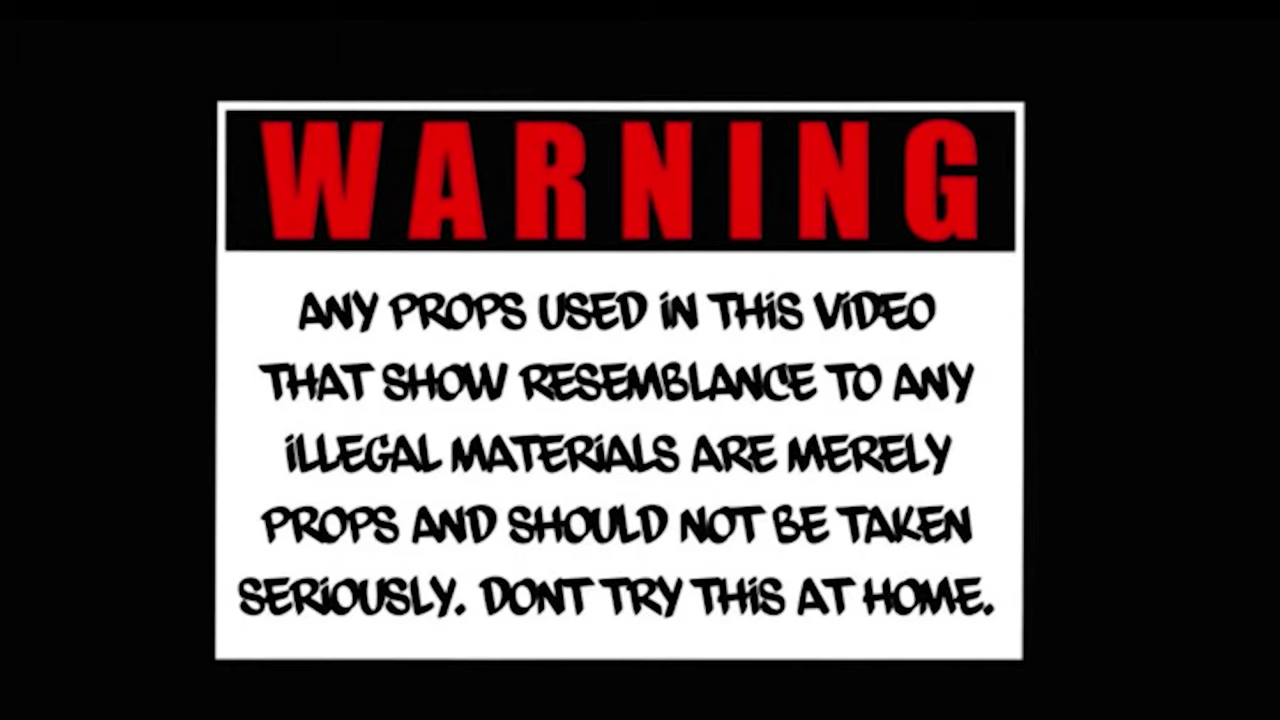 WARNING
ANY PROPS USED iN THiS ViDEO
THAT SHOW RESEMBLANCE TO ANY
iLLEGAL MATERiALS ARE MERELY
PROPS AND SHOULD NOT BE TAKEN
SERiOUSLY. DONT TRY THiS AT HOME.